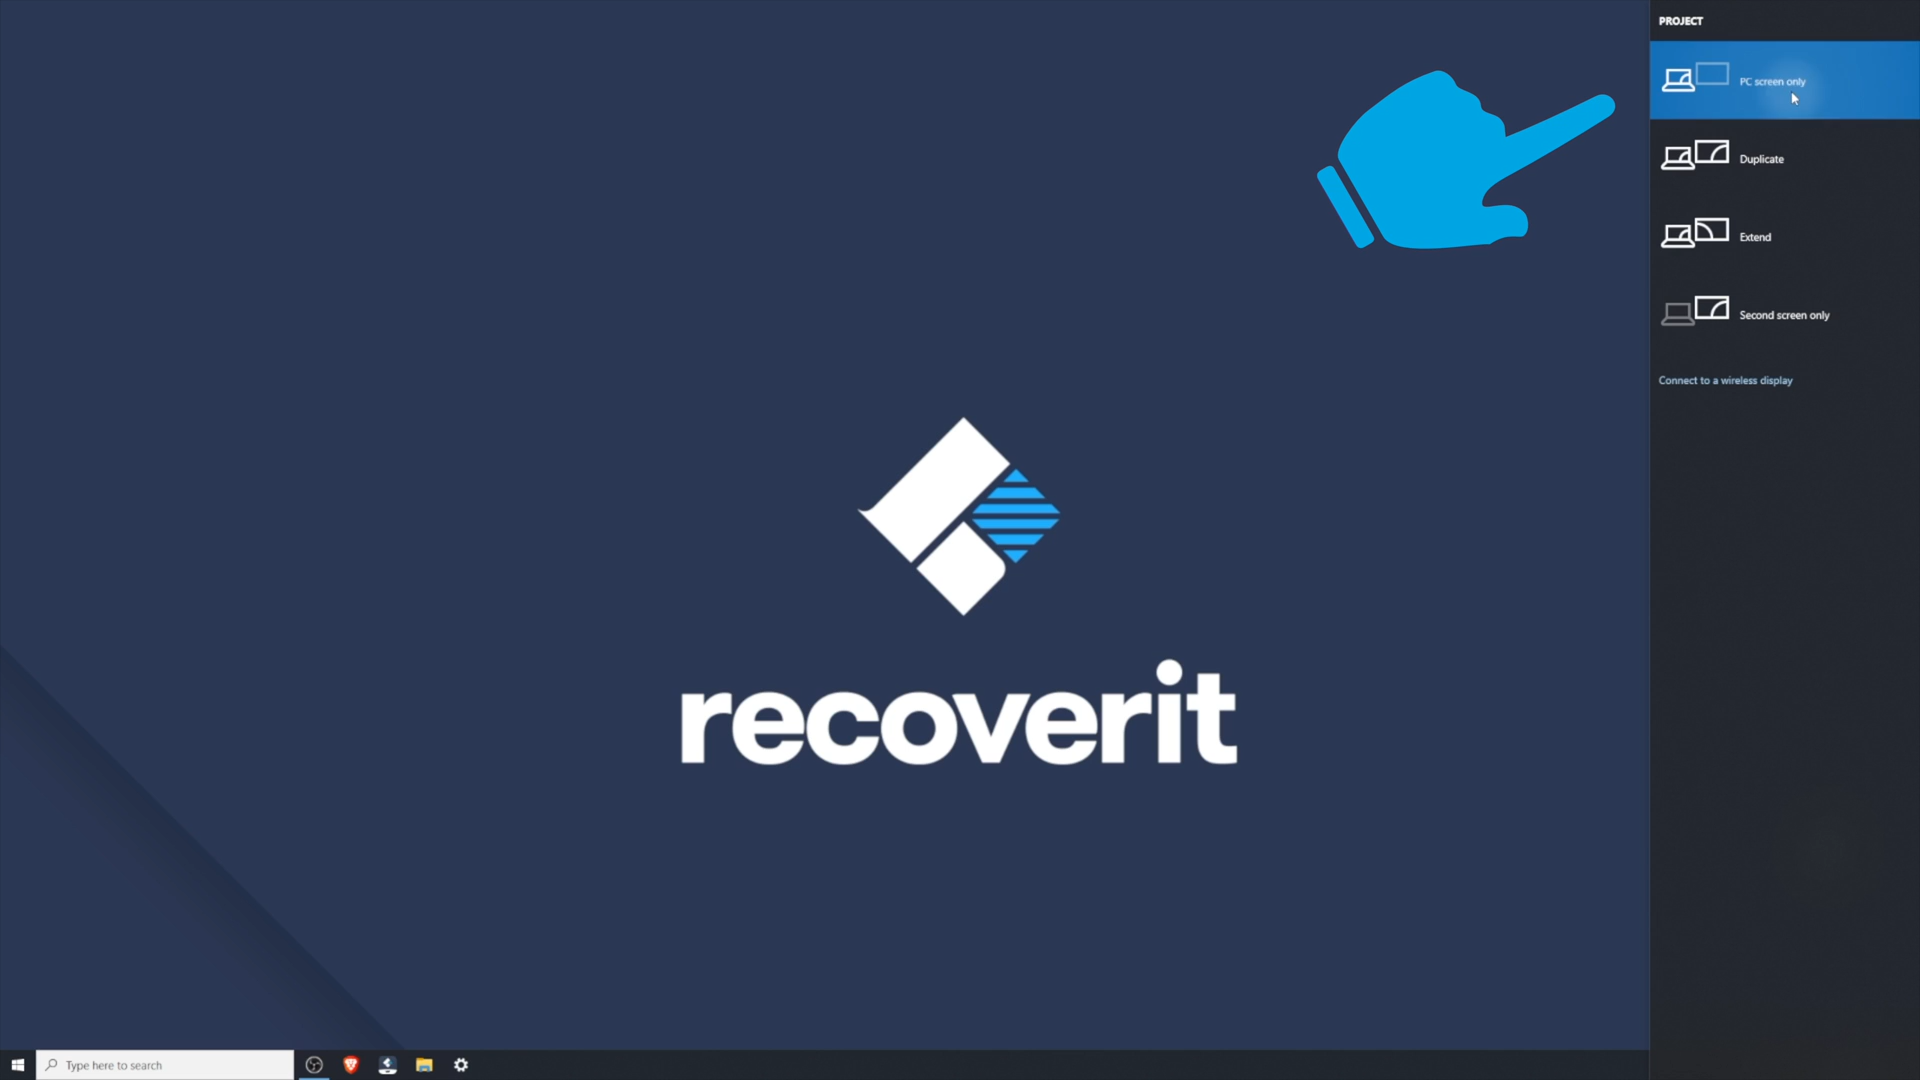 PROJECT
PC screen only
Duplicate
Extend
Second screen only
Connect to a wireless display
recoverit
Type here to search